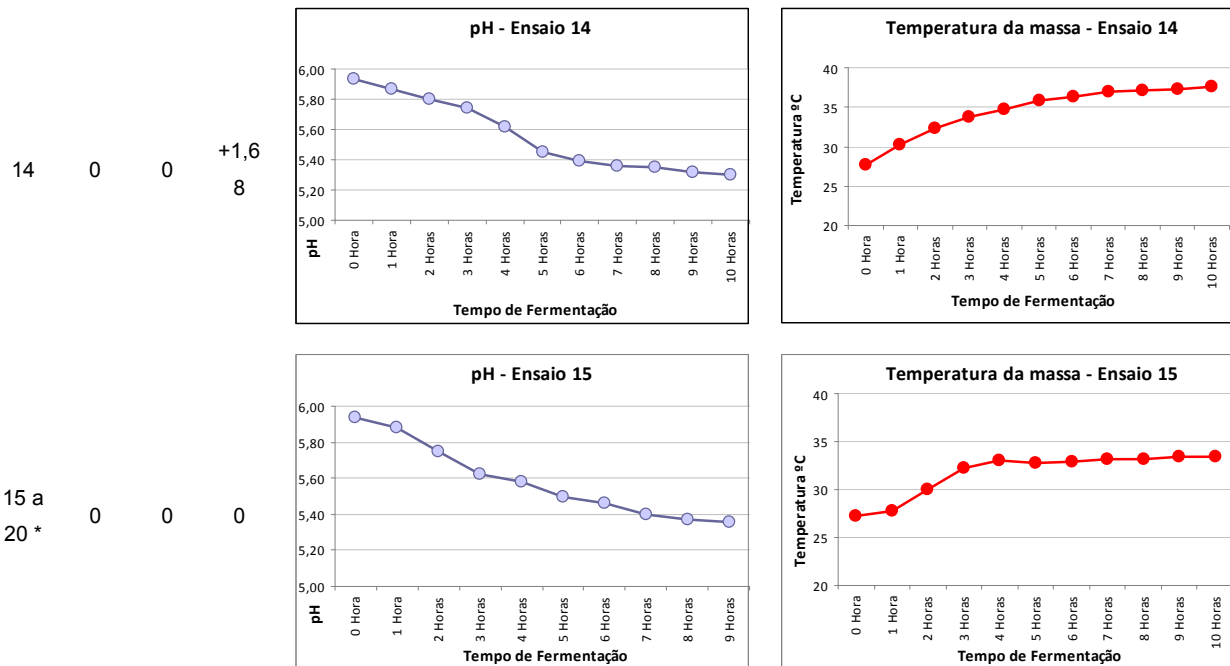 14 0 0 +1,6
8
pH - Ensaio 14
6,00
5,80
5,60
5,40
5,20
5,00
pH
0 Hora
1 Hora
2 Horas
3 Horas
4 Horas
5 Horas
6 Horas
7 Horas
8 Horas
9 Horas
10 Horas
Tempo de Fermentação
Temperatura da massa - Ensaio 14
Temperatura ºC
40
35
30
25
20
0 Hora
1 Hora
2 Horas
3 Horas
4 Horas
5 Horas
6 Horas
7 Horas
8 Horas
9 Horas
10 Horas
Tempo de Fermentação
15 a
20 * 0 0 0
pH - Ensaio 15
6,00
5,80
5,60
5,40
5,20
5,00
pH
0 Hora
1 Hora
2 Horas
3 Horas
4 Horas
5 Horas
6 Horas
7 Horas
8 Horas
9 Horas
Tempo de Fermentação
Temperatura da massa - Ensaio 15
Temperatura ºC
40
35
30
25
20
0 Hora
1 Hora
2 Horas
3 Horas
4 Horas
5 Horas
6 Horas
7 Horas
8 Horas
9 Horas
10 Horas
Tempo de Fermentação